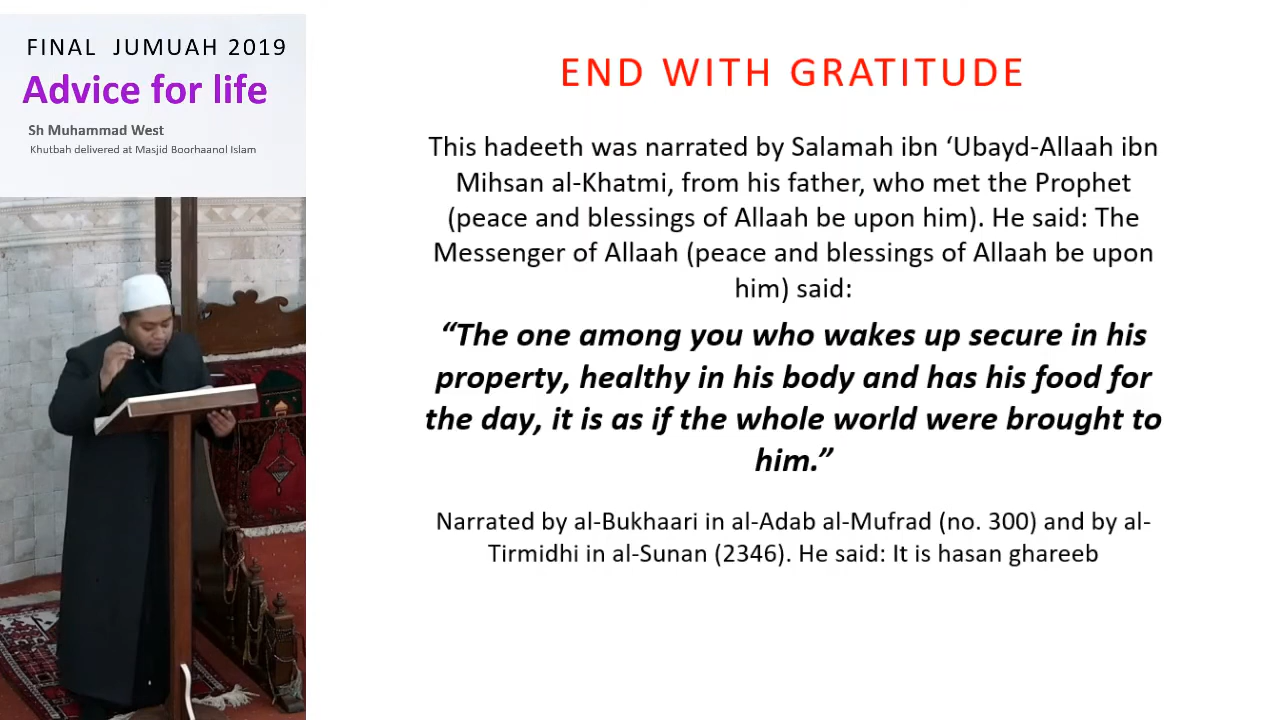 FINAL JUMUAH 2019
Advice for life
Sh Muhammad West
Khutbah delivered at Masjid Boorhaanol Islam
END WITH GRATITUDE
This hadeeth was narrated by Salamah ibn ‘Ubayd-Allaah ibn
Mihsan al-Khatmi, from his father, who met the Prophet
(peace and blessings of Allaah be upon him). He said: The
Messenger of Allaah (peace and blessings of Allaah be upon
him) said:
“The one among you who wakes up secure in his
property, healthy in his body and has his food for
the day, it is as if the whole world were brought to
him.”
Narrated by al-Bukhaari in al-Adab al-Mufrad (no. 300) and by al-
Tirmidhi in al-Sunan (2346). He said: It is hasan ghareeb